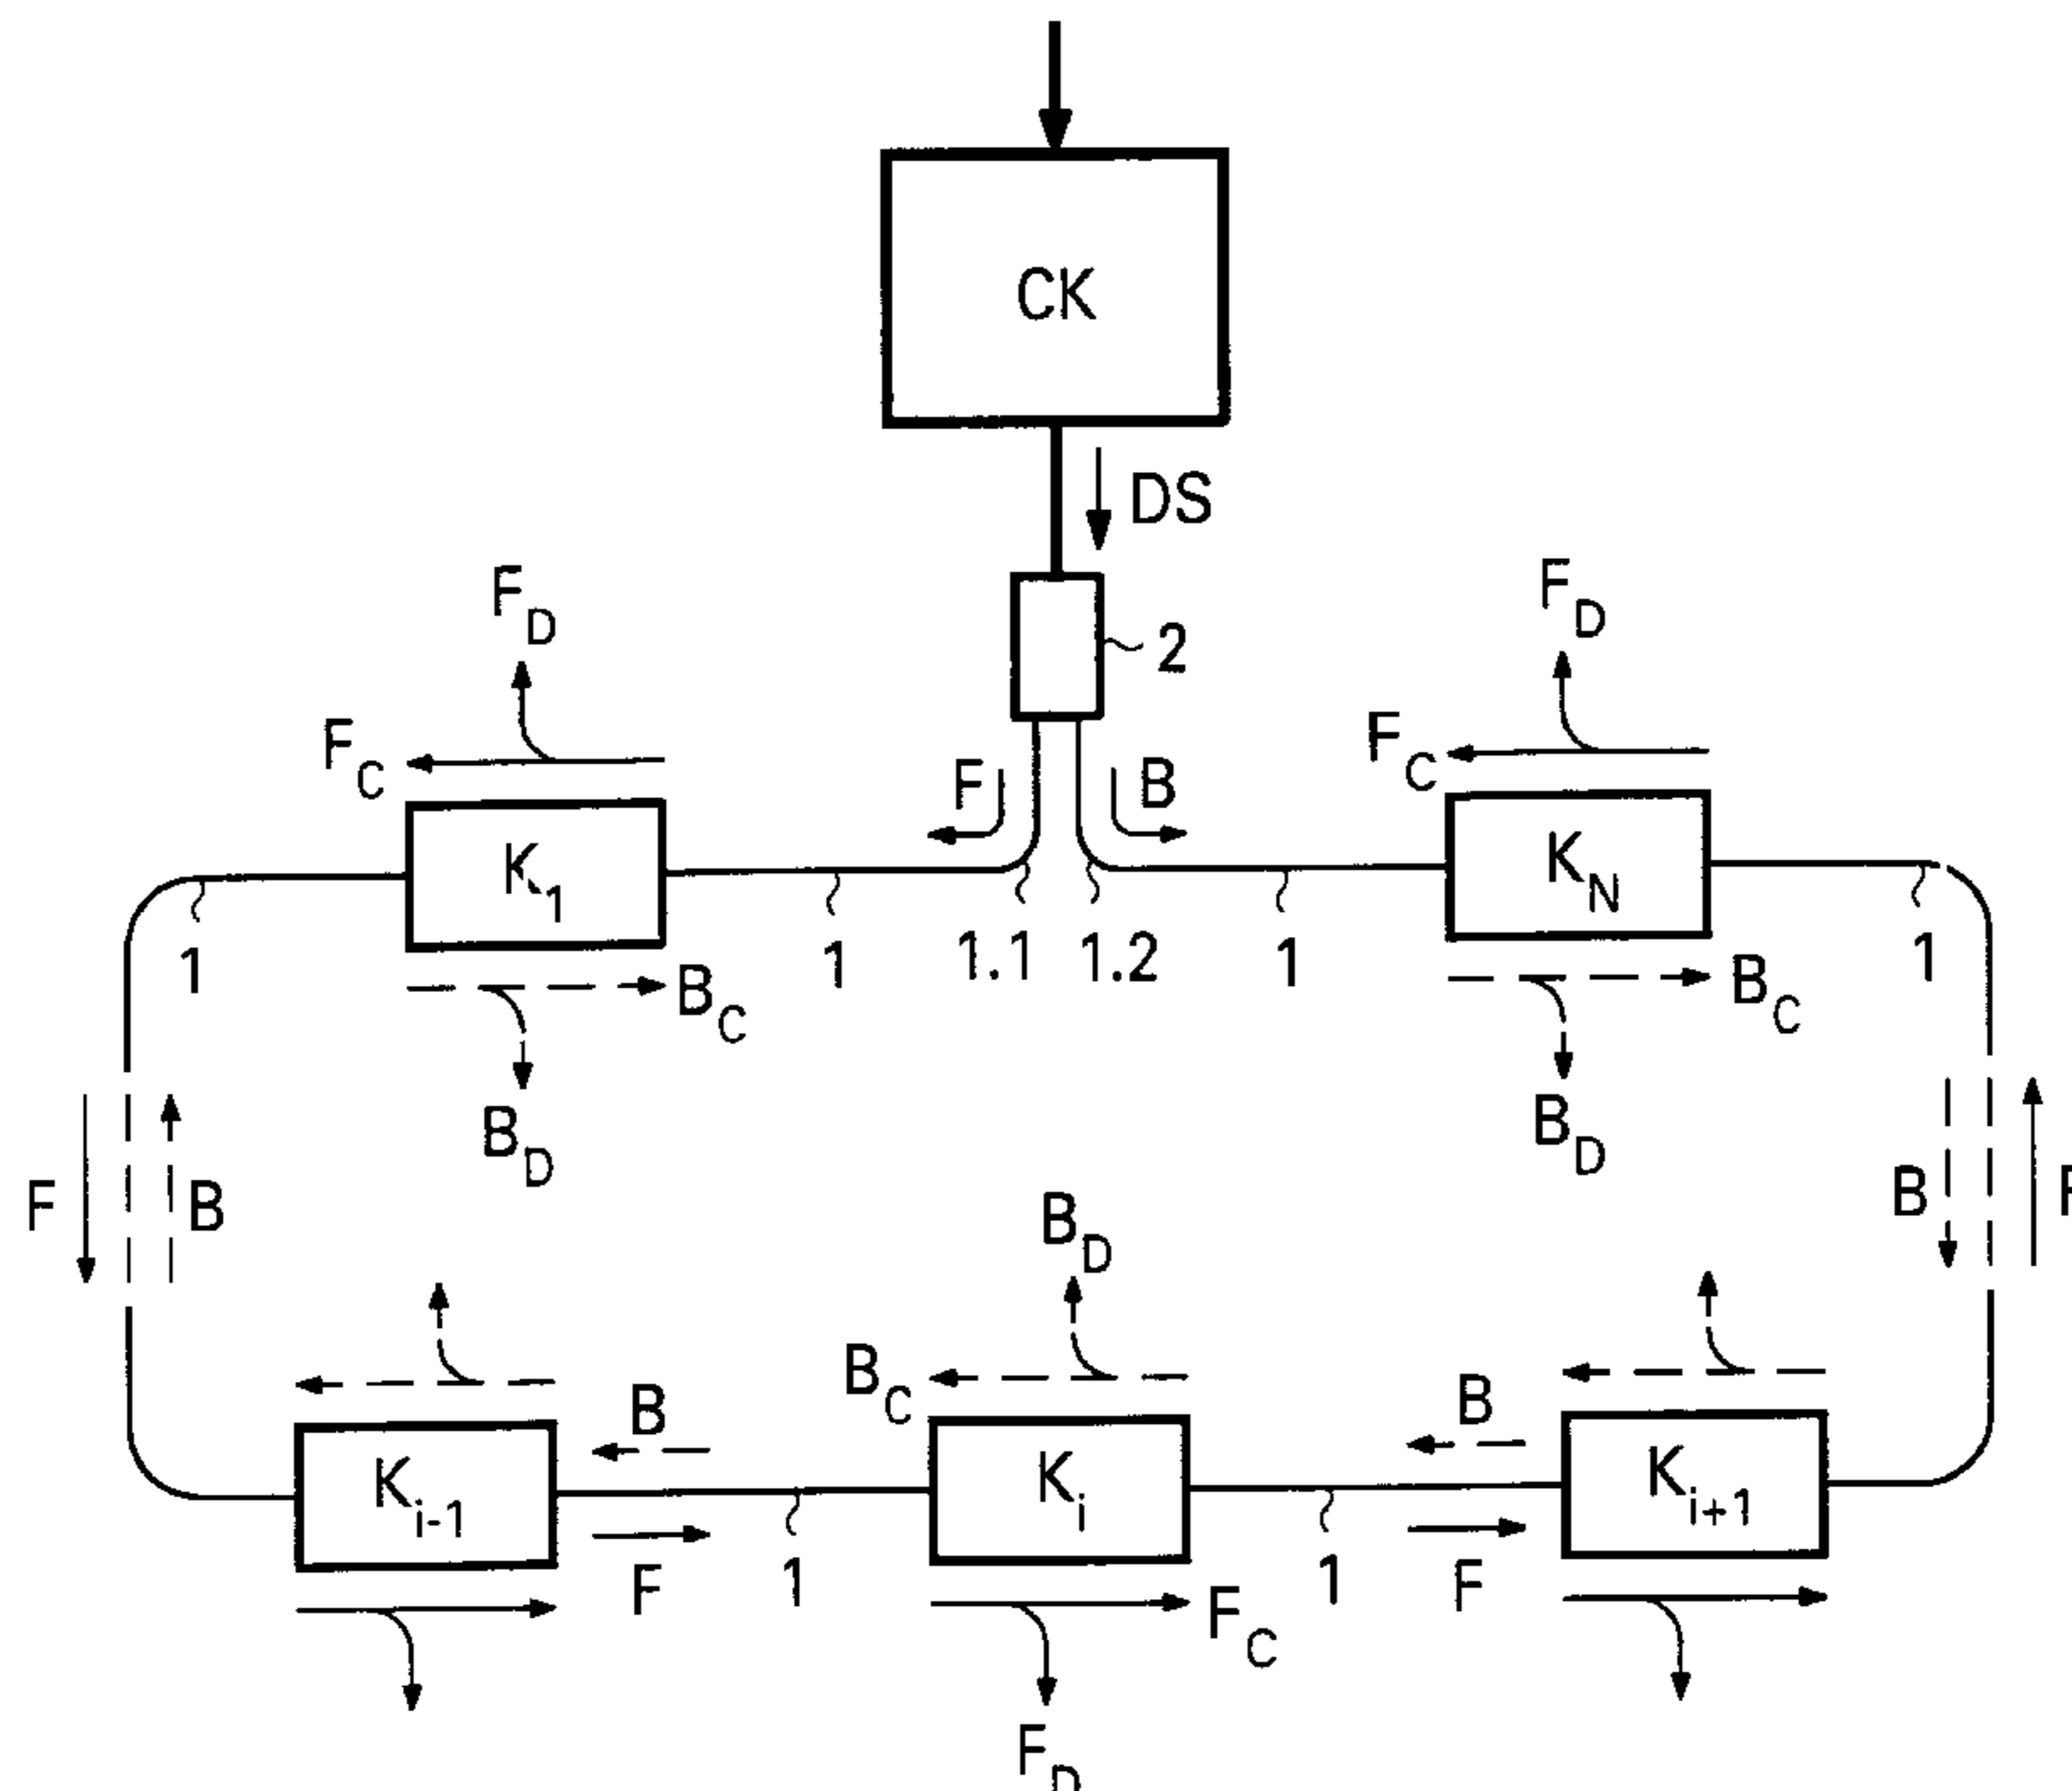 CK
DS
2
F_D
F_D
F_C
F_C
F
B
K_1
K_N
1
1
1.1
1.2
1
1
B_C
B_C
B_D
B_D
F
B
B
F
B_D
B_C
B
B
K_i-1
K_i
K_i+1
F
1
F_C
1
F
F_D